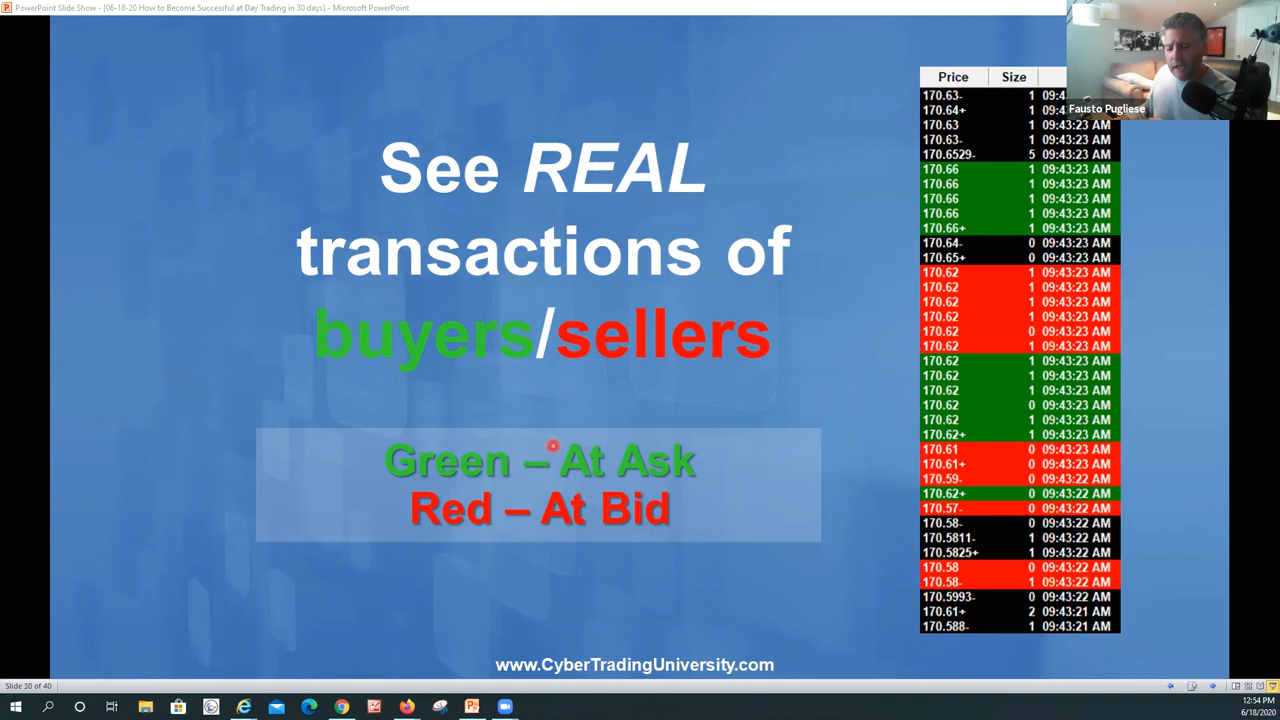 PowerPoint Slide Show - [06-18-20 How to Become Successful at Day Trading in 30 days] - Microsoft PowerPoint
Fausto Pugliese
See REAL
transactions of
buyers/sellers
Green – At Ask
Red – At Bid
Price Size
170.63- 1 09:43
170.64+ 1 09:43
170.63 1 09:43:23 AM
170.63- 1 09:43:23 AM
170.6529- 5 09:43:23 AM
170.66 1 09:43:23 AM
170.66 1 09:43:23 AM
170.66 1 09:43:23 AM
170.66 1 09:43:23 AM
170.66+ 1 09:43:23 AM
170.64- 0 09:43:23 AM
170.65+ 0 09:43:23 AM
170.62 1 09:43:23 AM
170.62 1 09:43:23 AM
170.62 1 09:43:23 AM
170.62 1 09:43:23 AM
170.62 0 09:43:23 AM
170.62 1 09:43:23 AM
170.62 1 09:43:23 AM
170.62 1 09:43:23 AM
170.62 1 09:43:23 AM
170.62 0 09:43:23 AM
170.62 1 09:43:23 AM
170.62+ 1 09:43:23 AM
170.61 0 09:43:23 AM
170.61+ 0 09:43:23 AM
170.59- 0 09:43:22 AM
170.62+ 0 09:43:22 AM
170.57- 0 09:43:22 AM
170.58- 0 09:43:22 AM
170.5811- 1 09:43:22 AM
170.5825+ 1 09:43:22 AM
170.58 0 09:43:22 AM
170.58- 1 09:43:22 AM
170.5993- 0 09:43:22 AM
170.61+ 2 09:43:21 AM
170.588- 1 09:43:21 AM
www.CyberTradingUniversity.com
Slide 30 of 40
12:54 PM
6/18/2020